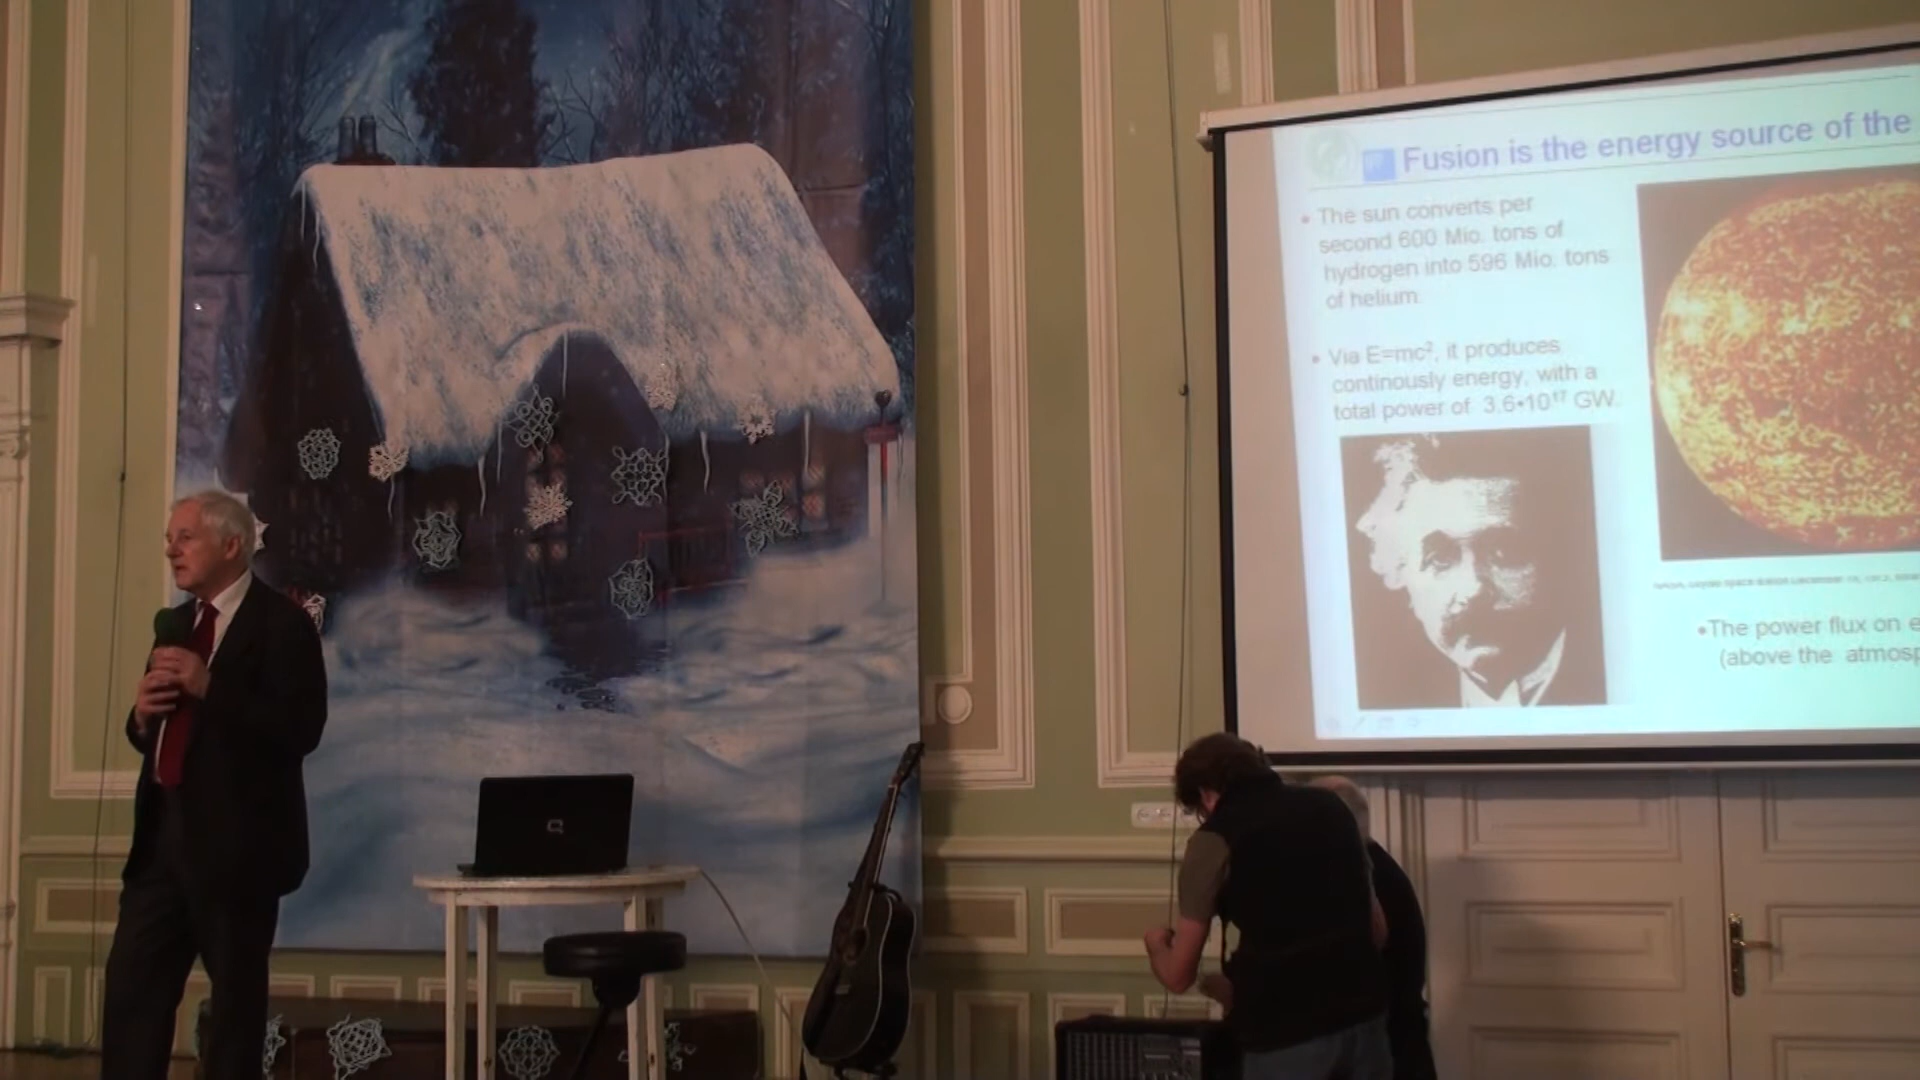 Fusion is the energy source of the
• The sun converts per
second 600 Mio. tons of
hydrogen into 596 Mio. tons
of helium.
• Via E=mc², it produces
continously energy, with a
total power of 3,6•10¹⁷ GW.
•The power flux on
(above the